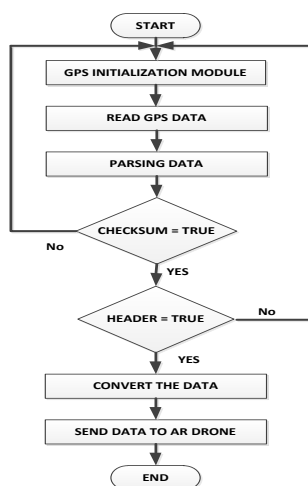 START
GPS INITIALIZATION MODULE
READ GPS DATA
PARSING DATA
CHECKSUM = TRUE
No
YES
HEADER = TRUE
No
YES
CONVERT THE DATA
SEND DATA TO AR DRONE
END